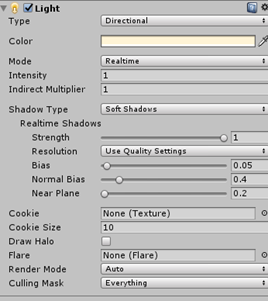 Light
Type Directional
Color
Mode Realtime
Intensity 1
Indirect Multiplier 1
Shadow Type Soft Shadows
Realtime Shadows
Strength 1
Resolution Use Quality Settings
Bias 0.05
Normal Bias 0.4
Near Plane 0.2
Cookie None (Texture)
Cookie Size 10
Draw Halo
Flare None (Flare)
Render Mode Auto
Culling Mask Everything